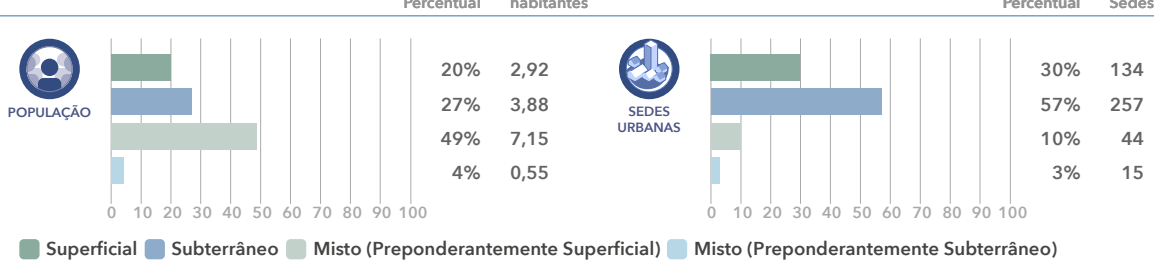 Percentual habitantes Percentual Sedes
POPULAÇÃO
20% 2,92
27% 3,88
49% 7,15
4% 0,55
0 10 20 30 40 50 60 70 80 90 100
SEDES
URBANAS
30% 134
57% 257
10% 44
3% 15
0 10 20 30 40 50 60 70 80 90 100
Superficial Subterrâneo Misto (Preponderantemente Superficial) Misto (Preponderantemente Subterrâneo)